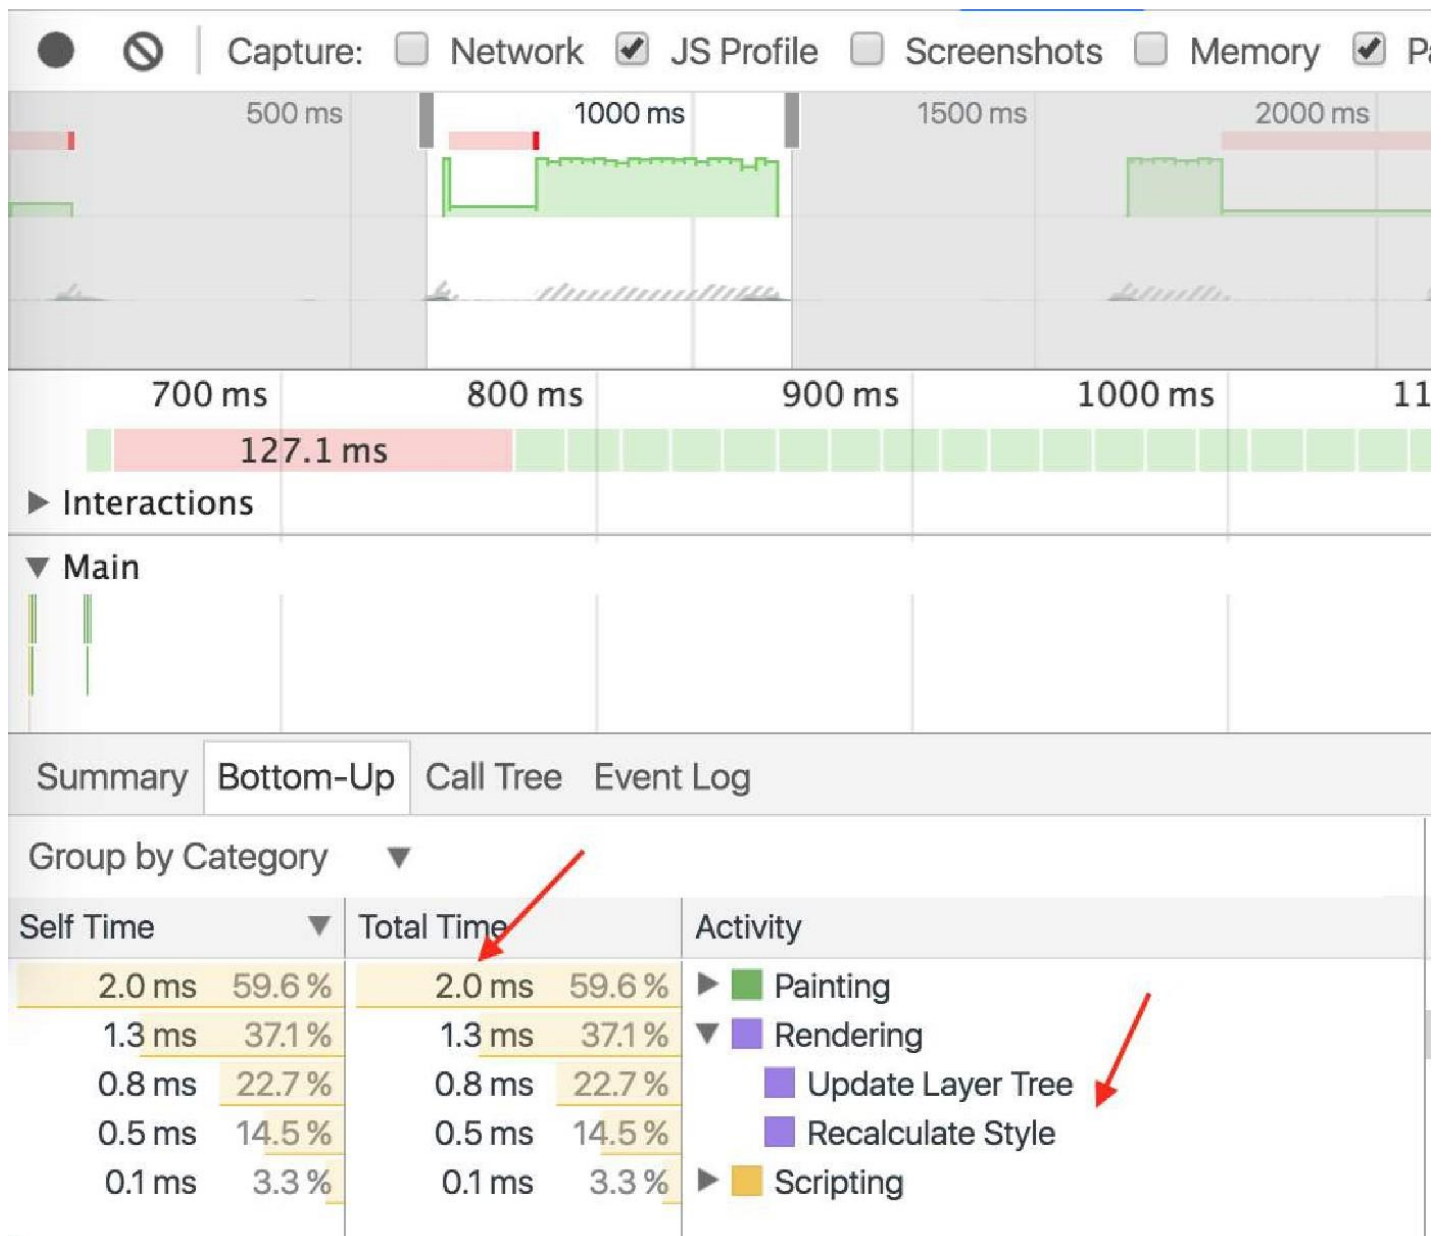 Capture: Network JS Profile Screenshots Memory
500 ms 1000 ms 1500 ms 2000 ms
700 ms 800 ms 900 ms 1000 ms 11
127.1 ms
Interactions
Main
Summary Bottom-Up Call Tree Event Log
Group by Category
Self Time Total Time Activity
2.0 ms 59.6 % 2.0 ms 59.6 % Painting
1.3 ms 37.1 % 1.3 ms 37.1 % Rendering
0.8 ms 22.7 % 0.8 ms 22.7 % Update Layer Tree
0.5 ms 14.5 % 0.5 ms 14.5 % Recalculate Style
0.1 ms 3.3 % 0.1 ms 3.3 % Scripting